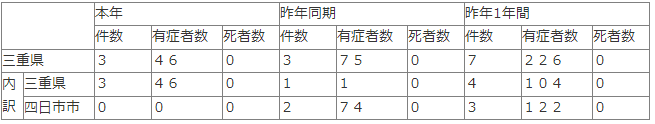 本年 昨年同期 昨年1年間
件数 有症者数 死者数 件数 有症者数 死者数 件数 有症者数 死者数
三重県 ３ ４６ ０ ３ ７５ ０ ７ ２２６ ０
内訳 三重県 ３ ４６ ０ １ １ ０ ４ １０４ ０
四日市市 ０ ０ ０ ２ ７４ ０ ３ １２２ ０